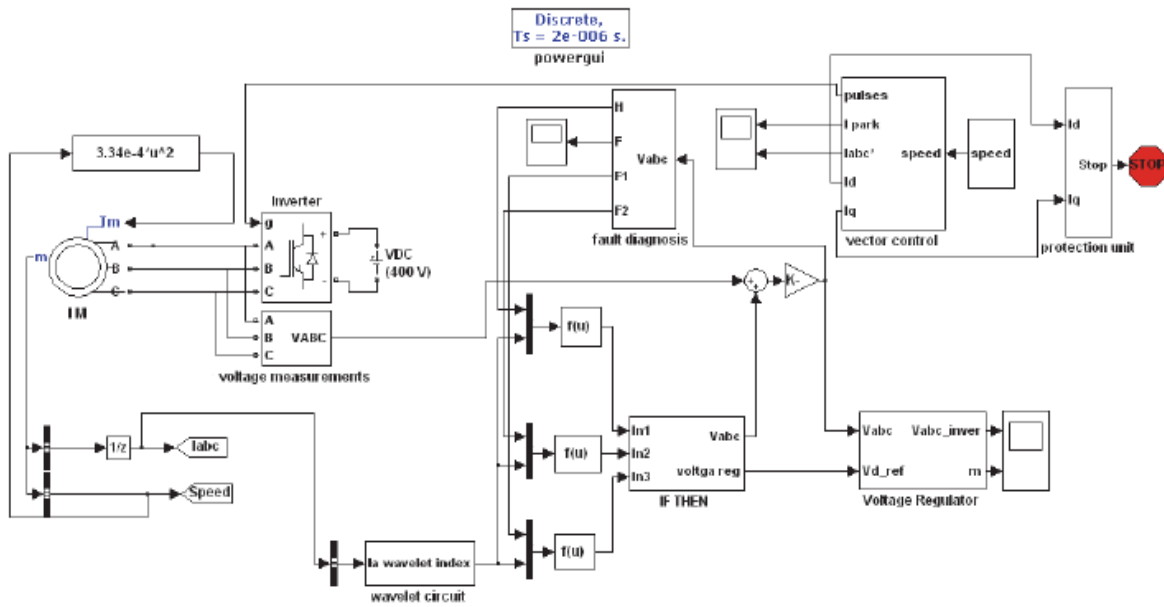 Discrete,
Ts = 2e-006 s.
powergui
3.34e-4*u^2
Tm
m
A
B
C
IM
Inverter
g
A
B
C
+
-
VDC
(400 V)
A
B
C
VABC
voltage measurements
H
F
F1
F2
Vabc
fault diagnosis
pulses
I park
Iabc*
Id
Iq
speed
vector control
speed
Id
Iq
Stop
protection unit
STOP
+
+
K-
f(u)
f(u)
f(u)
In1
In2
In3
Vabc
voltga reg
IF THEN
Vabc
Vd_ref
Vabc_inver
m
Voltage Regulator
1/z
Iabc
Speed
Ia wavelet index
wavelet circuit